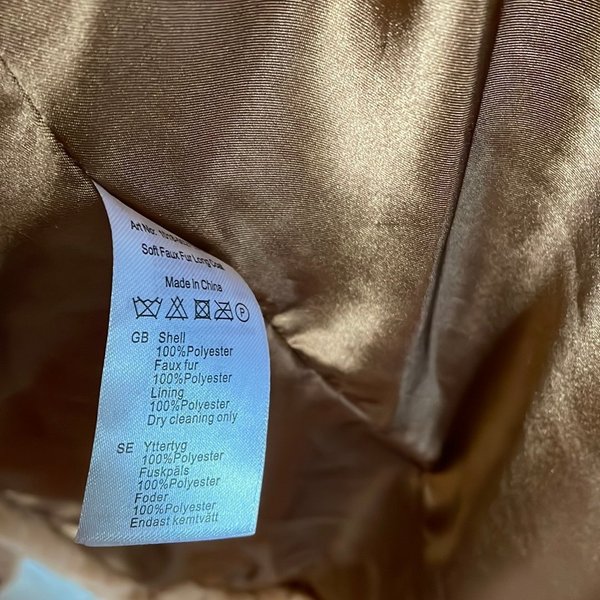 Art No:
Soft Faux Fur Long Coat
Made in China
P
GB Shell
100%Polyester
Faux fur
100%Polyester
Lining
100%Polyester
Dry cleaning only
SE Yttertyg
100%Polyester
Fuskpäls
100%Polyester
Foder
100%Polyester
Endast kemtvätt